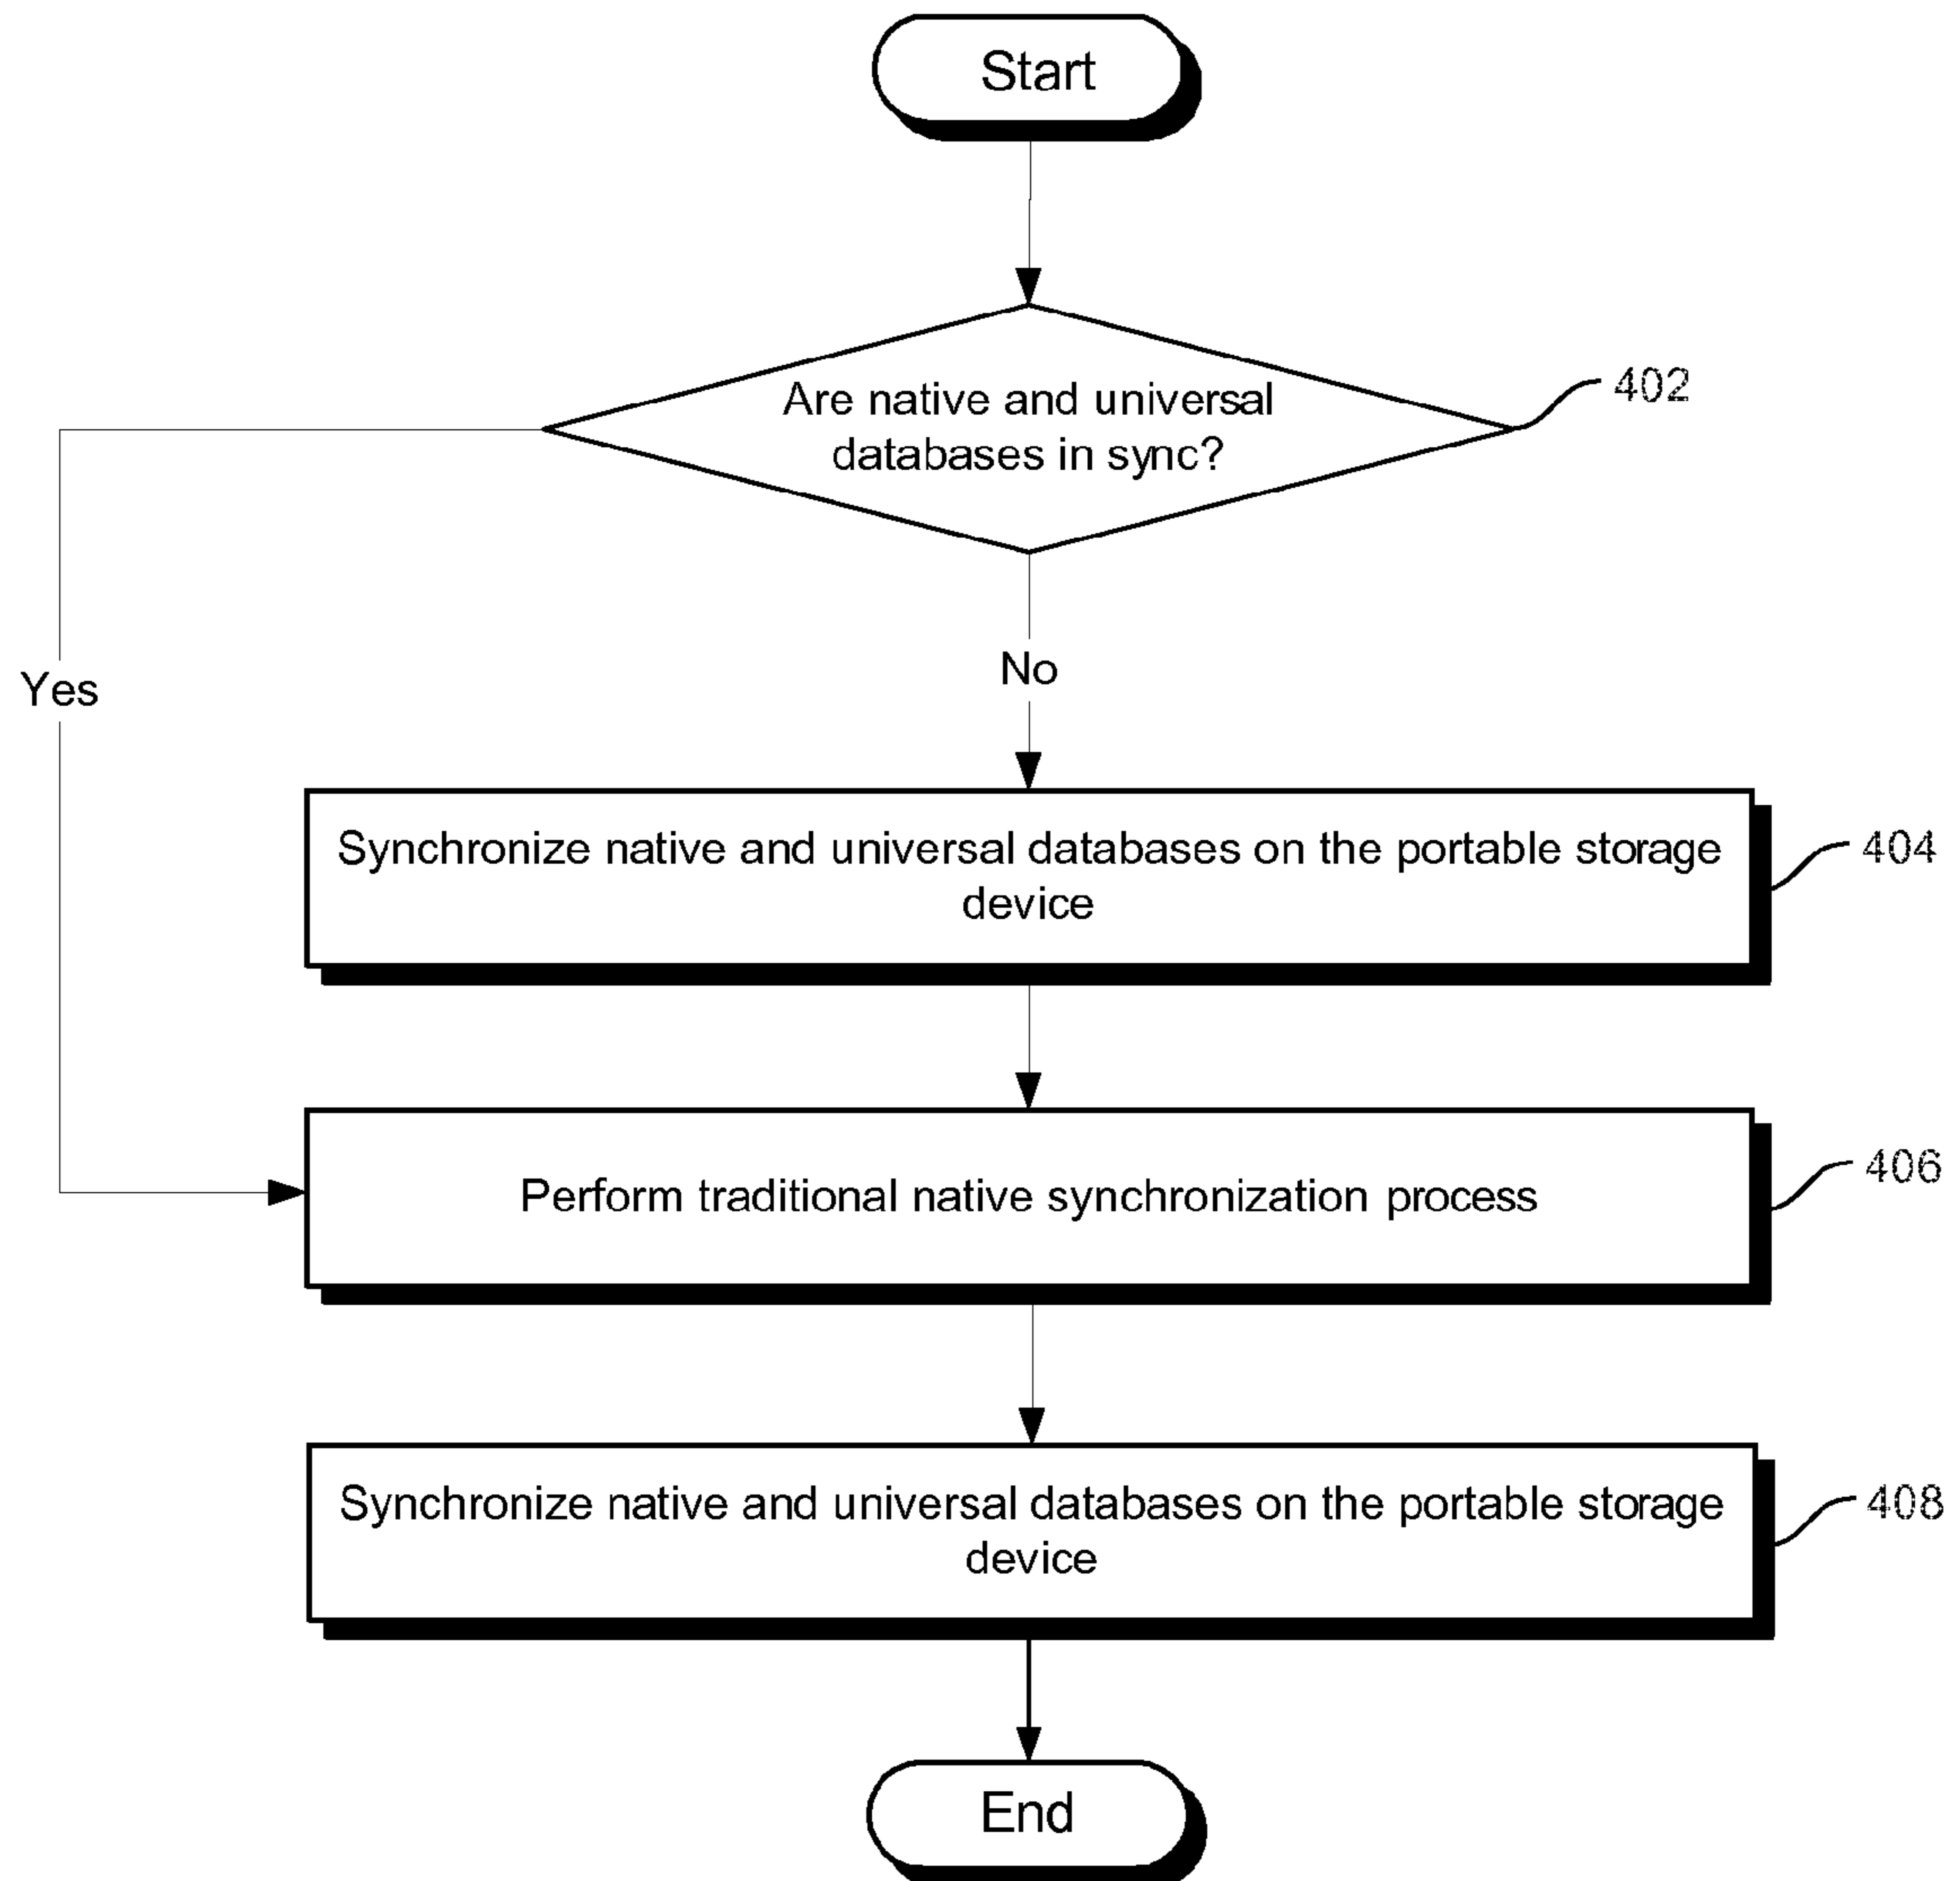 Start
Are native and universal
databases in sync?
402
No
Yes
Synchronize native and universal databases on the portable storage
device
404
Perform traditional native synchronization process
406
Synchronize native and universal databases on the portable storage
device
408
End